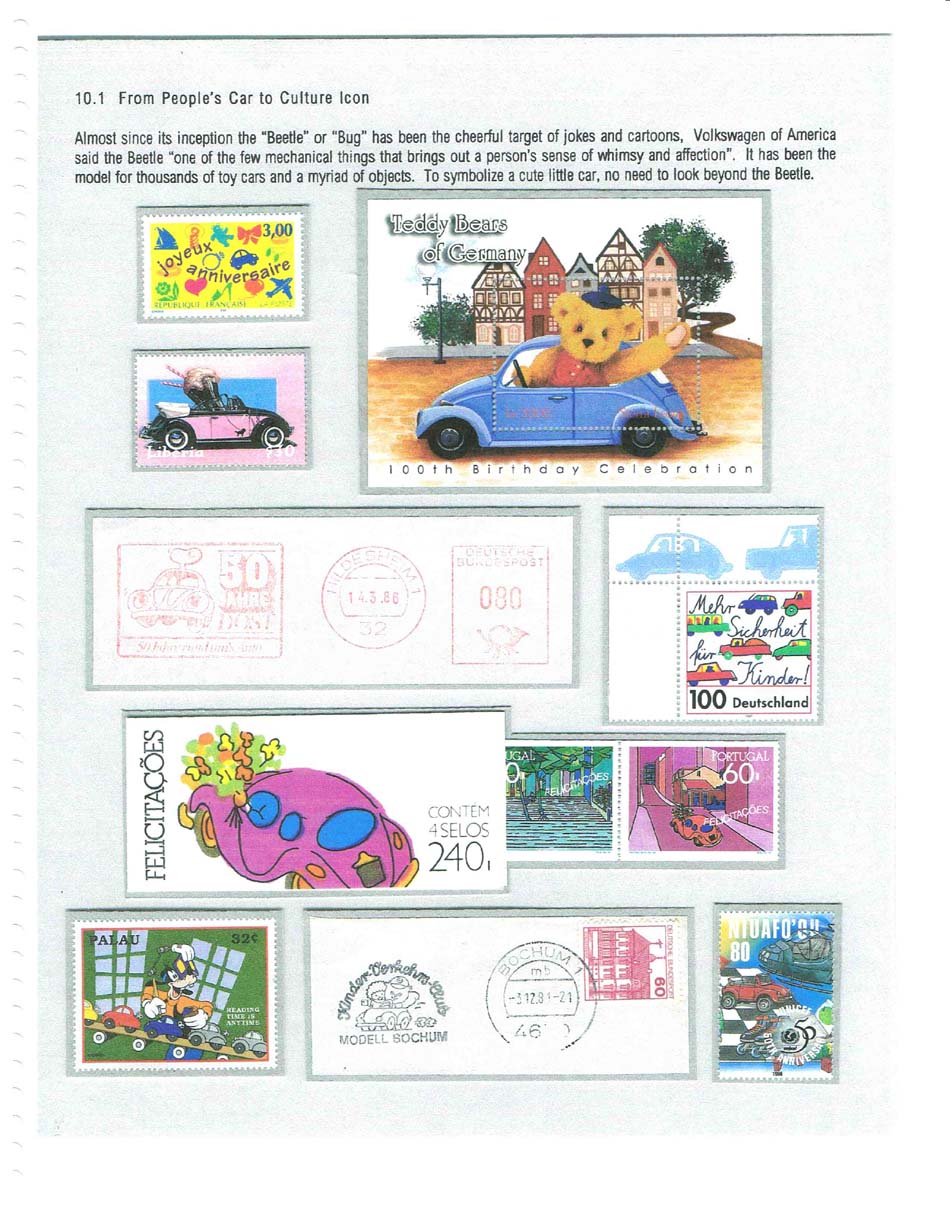 10.1 From People's Car to Culture Icon
Almost since its inception the "Beetle" or "Bug" has been the cheerful target of jokes and cartoons, Volkswagen of America
said the Beetle "one of the few mechanical things that brings out a person's sense of whimsy and affection". It has been the
model for thousands of toy cars and a myriad of objects. To symbolize a cute little car, no need to look beyond the Beetle.
3,00
joyeux
anniversaire
REPUBLIQUE FRANÇAISE LA POSTE
Teddy Bears
of Germany
100th Birthday Celebration
Liberia $30
50
JAHRE
HILDESHEIM 1
14.3.86
32
DEUTSCHE
BUNDESPOST
080
Mehr
Sicherheit
für
Kinder!
100 Deutschland
FELICITAÇÕES
CONTÉM
4 SELOS
240
UGAL
0
FELICITAÇÕES
PORTUGAL
60
FELICITAÇÕES
PALAU 32¢
READING
TIME IS
ANYTIME
Kinder-Verkehrs-Club
MODELL BOCHUM
BOCHUM 1
mb
-3.12.81-21
DEUTSCHE BUNDESPOST
60
NIUAFO'OU
80
UNICEF
50
ANNIVERSARY
1996